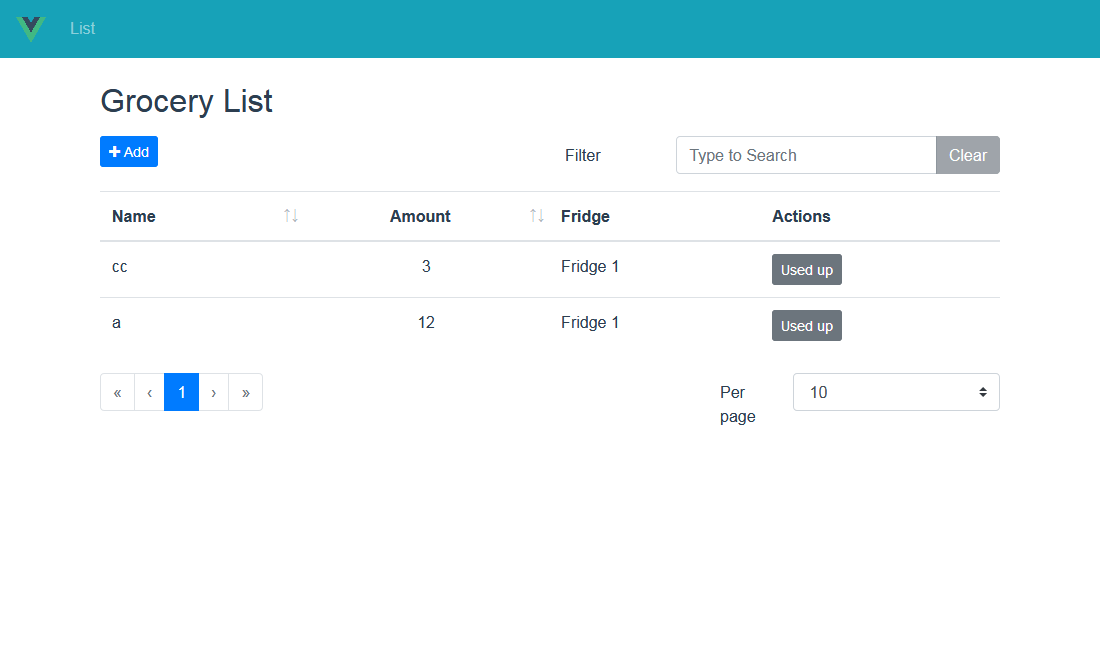 List
Grocery List
+ Add
Filter
Type to Search
Clear
Name ↑↓ Amount ↑↓ Fridge Actions
cc 3 Fridge 1 Used up
a 12 Fridge 1 Used up
« ‹ 1 › »
Per page
10